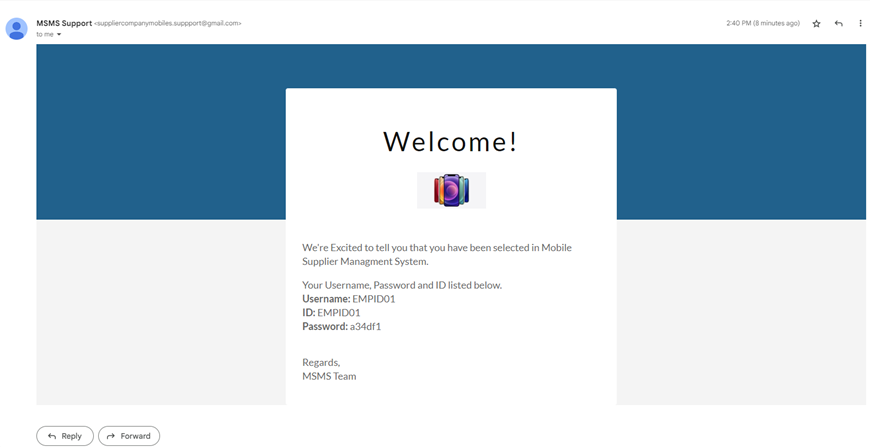 MSMS Support <suppliercompanymobiles.suppport@gmail.com>
2:40 PM (8 minutes ago)
to me
Welcome!
We're Excited to tell you that you have been selected in Mobile
Supplier Managment System.
Your Username, Password and ID listed below.
Username: EMPID01
ID: EMPID01
Password: a34df1
Regards,
MSMS Team
Reply
Forward